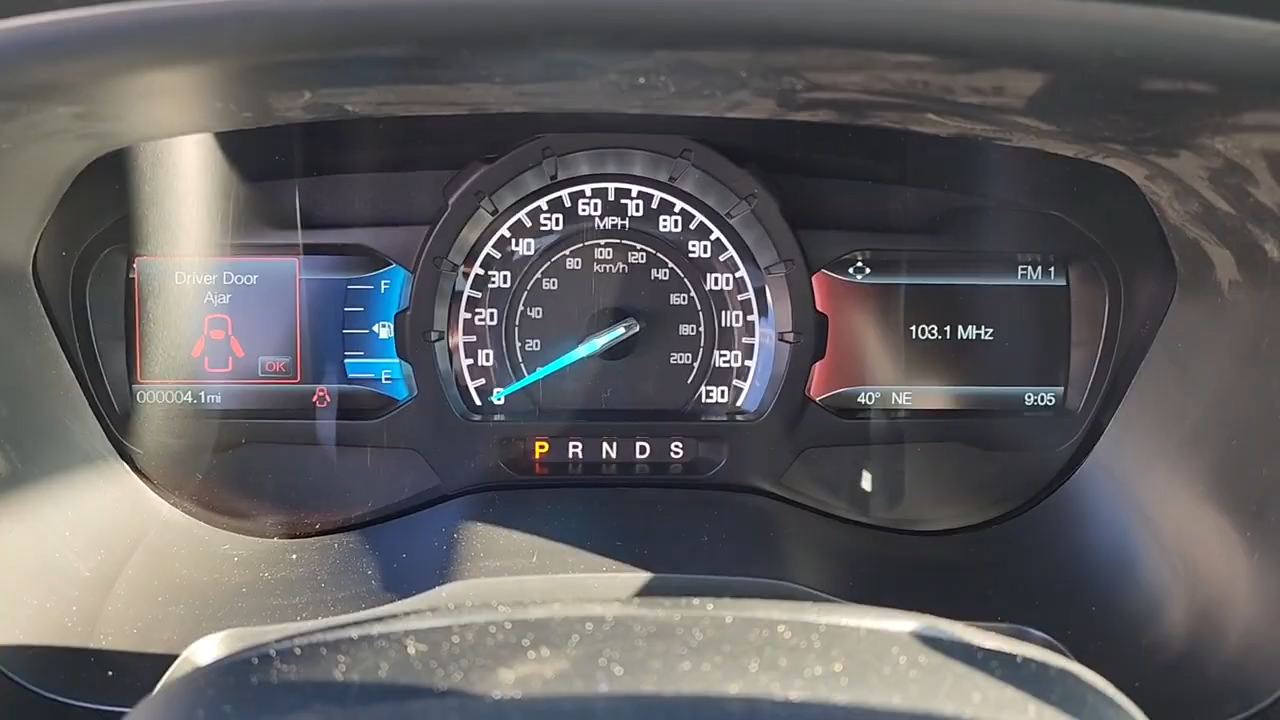 Driver Door
Ajar
OK
000004.1mi
F
E
MPH
0
10
20
30
40
50
60
70
80
90
100
110
120
130
km/h
20
40
60
80
100
120
140
160
180
200
P R N D S
FM 1
103.1 MHz
40° NE
9:05